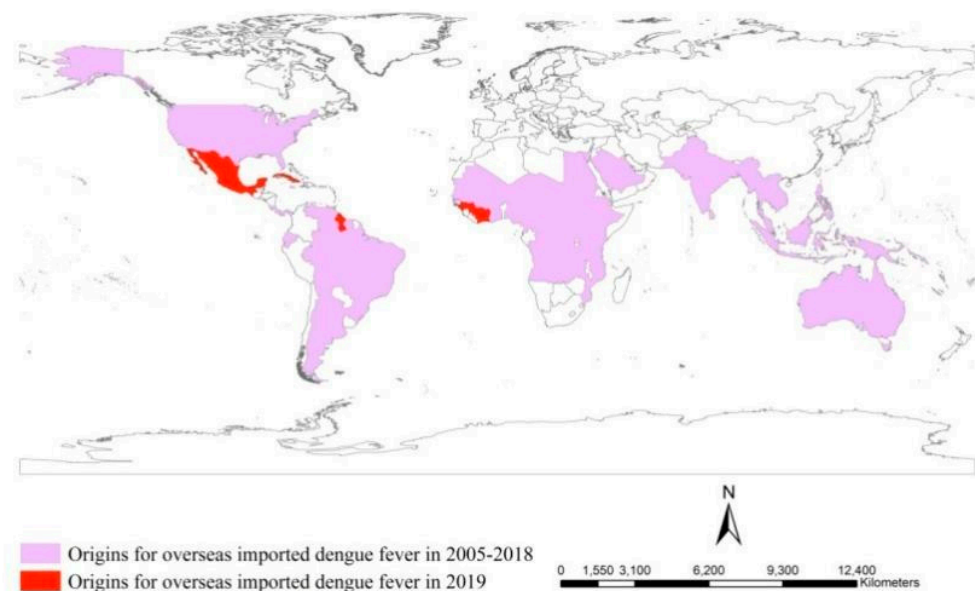 N
Origins for overseas imported dengue fever in 2005-2018
Origins for overseas imported dengue fever in 2019
0 1,550 3,100 6,200 9,300 12,400
Kilometers